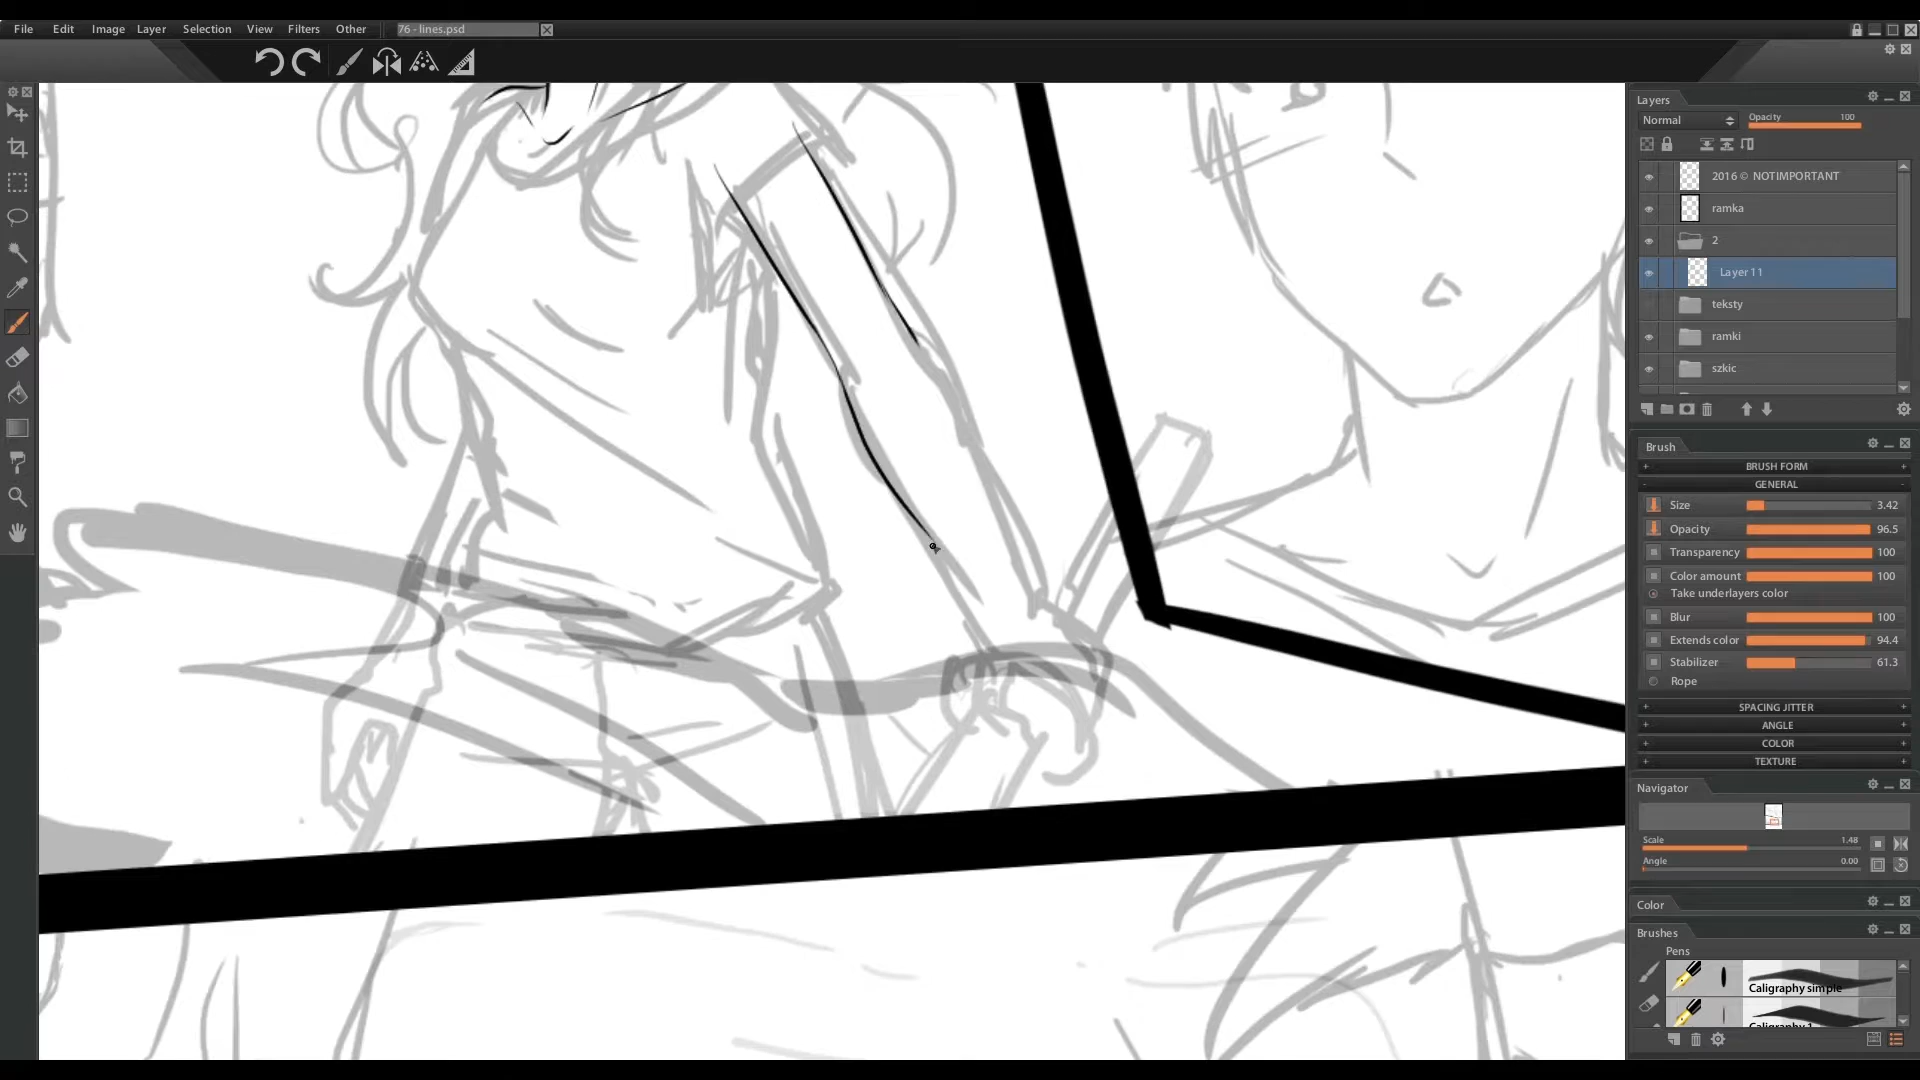 File Edit Image Layer Selection View Filters Other 76 - lines.psd
Layers
Normal Opacity 100
2016 © NOTIMPORTANT
ramka
2
Layer 11
teksty
ramki
szkic
Brush
+ BRUSH FORM +
- GENERAL -
Size 3.42
Opacity 96.5
Transparency 100
Color amount 100
Take underlayers color
Blur 100
Extends color 94.4
Stabilizer 61.3
Rope
+ SPACING JITTER +
+ ANGLE +
+ COLOR +
+ TEXTURE +
Navigator
Scale 1.48
Angle 0.00
Color
Brushes
Pens
Caligraphy simple